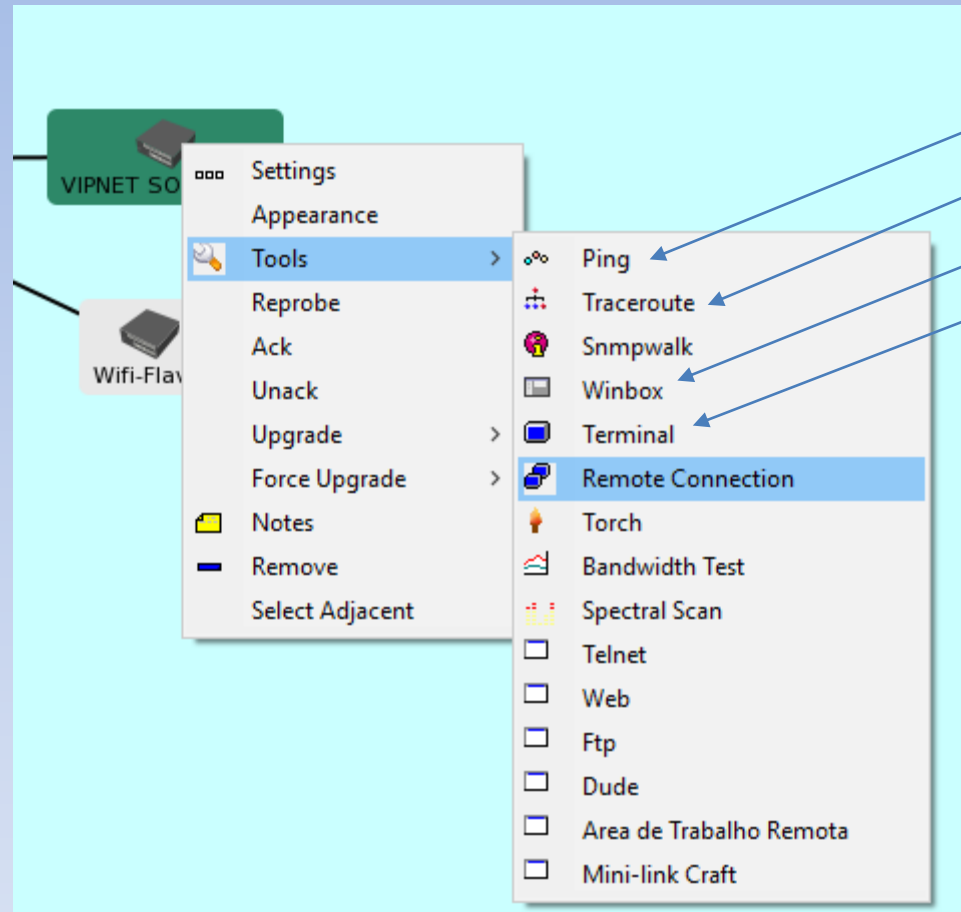 VIPNET SO
Wifi-Flav
Settings
Appearance
Tools
Reprobe
Ack
Unack
Upgrade
Force Upgrade
Notes
Remove
Select Adjacent
Ping
Traceroute
Snmpwalk
Winbox
Terminal
Remote Connection
Torch
Bandwidth Test
Spectral Scan
Telnet
Web
Ftp
Dude
Area de Trabalho Remota
Mini-link Craft